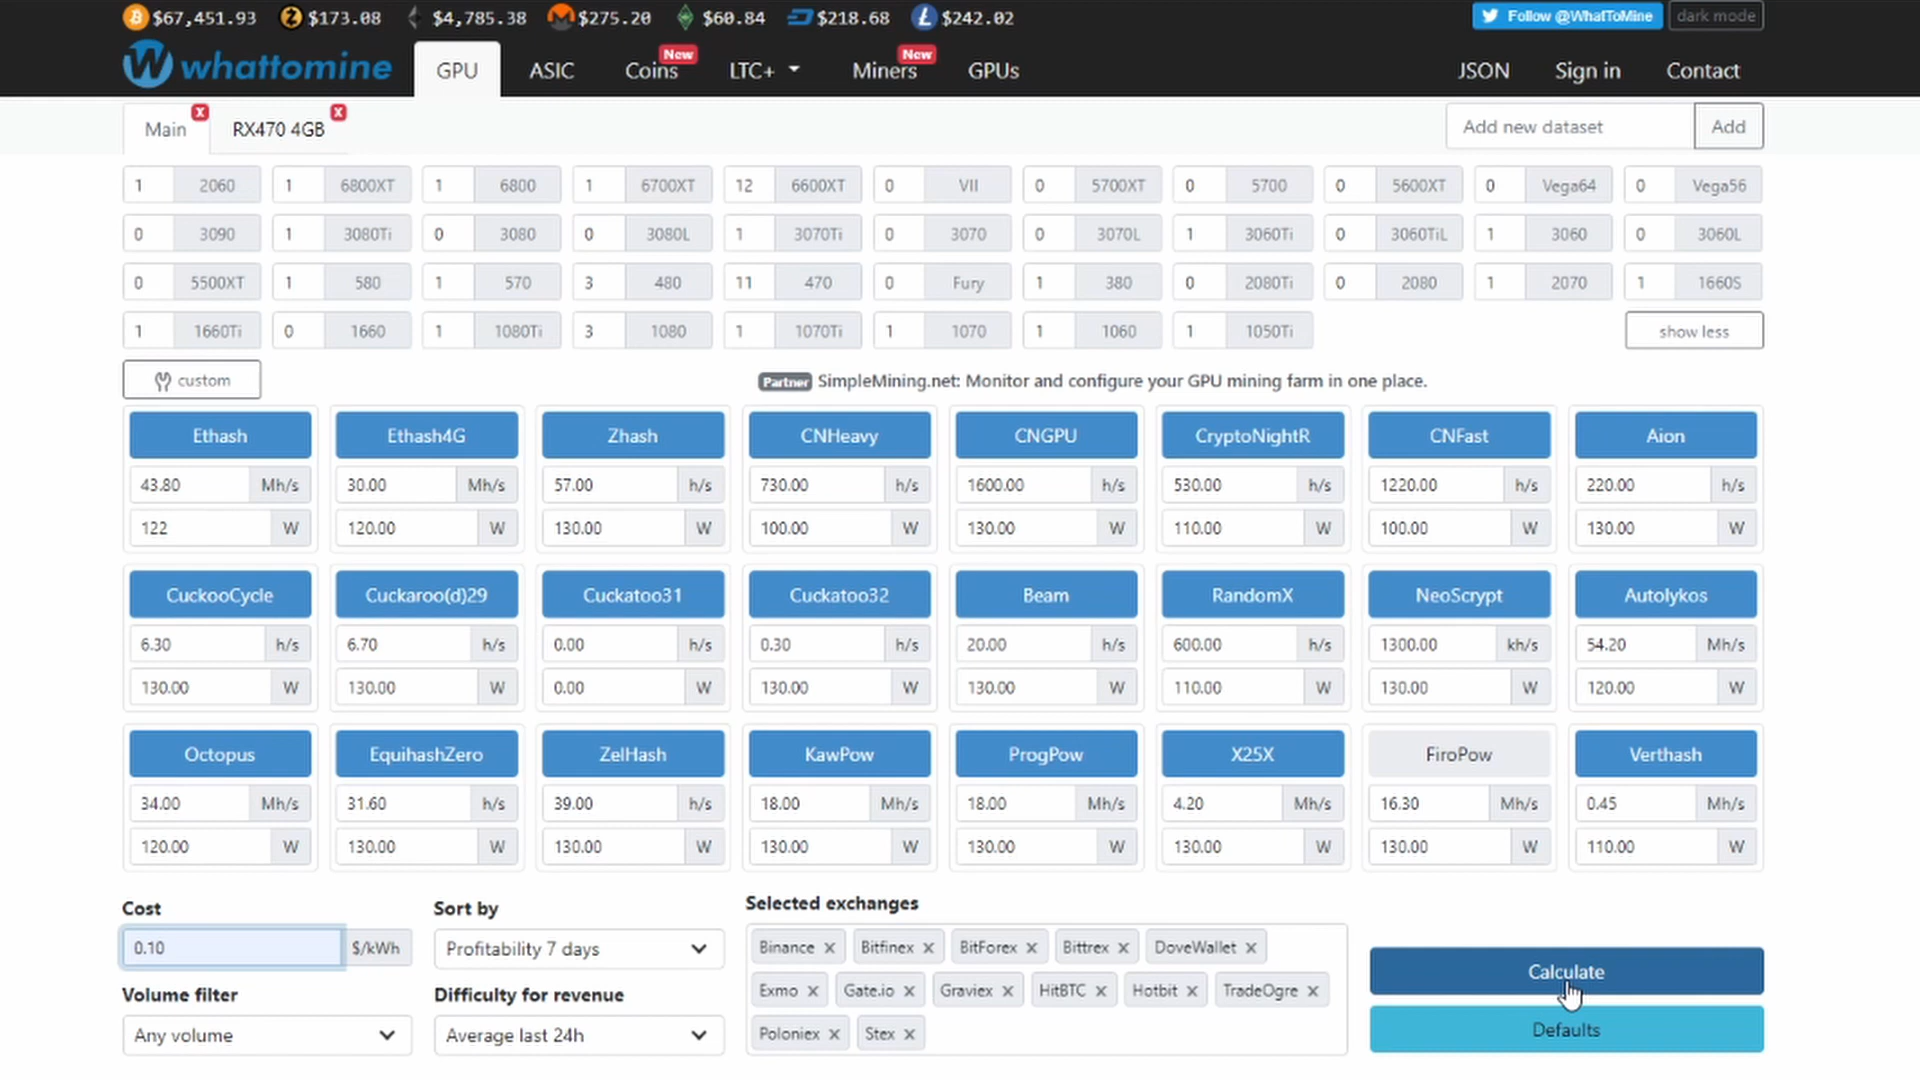 $67,451.93 $173.08 $4,785.38 $275.20 $60.84 $218.68 $242.02 Follow @WhatToMine dark mode
whattomine GPU ASIC Coins New LTC+ Miners New GPUs JSON Sign in Contact
Main x RX470 4GB x Add new dataset Add
1 2060 1 6800XT 1 6800 1 6700XT 12 6600XT 0 VII 0 5700XT 0 5700 0 5600XT 0 Vega64 0 Vega56
0 3090 1 3080Ti 0 3080 0 3080L 1 3070Ti 0 3070 0 3070L 1 3060Ti 0 3060TiL 1 3060 0 3060L
0 5500XT 1 580 1 570 3 480 11 470 0 Fury 1 380 0 2080Ti 0 2080 1 2070 1 1660S
1 1660Ti 0 1660 1 1080Ti 3 1080 1 1070Ti 1 1070 1 1060 1 1050Ti show less
custom Partner SimpleMining.net: Monitor and configure your GPU mining farm in one place.
Ethash Ethash4G Zhash CNHeavy CNGPU CryptoNightR CNFast Aion
43.80 Mh/s 30.00 Mh/s 57.00 h/s 730.00 h/s 1600.00 h/s 530.00 h/s 1220.00 h/s 220.00 h/s
122 W 120.00 W 130.00 W 100.00 W 130.00 W 110.00 W 100.00 W 130.00 W
CuckooCycle Cuckaroo(d)29 Cuckatoo31 Cuckatoo32 Beam RandomX NeoScrypt Autolykos
6.30 h/s 6.70 h/s 0.00 h/s 0.30 h/s 20.00 h/s 600.00 h/s 1300.00 kh/s 54.20 Mh/s
130.00 W 130.00 W 0.00 W 130.00 W 130.00 W 110.00 W 130.00 W 120.00 W
Octopus EquihashZero ZelHash KawPow ProgPow X25X FiroPow Verthash
34.00 Mh/s 31.60 h/s 39.00 h/s 18.00 Mh/s 18.00 Mh/s 4.20 Mh/s 16.30 Mh/s 0.45 Mh/s
120.00 W 130.00 W 130.00 W 130.00 W 130.00 W 130.00 W 130.00 W 110.00 W
Cost Sort by Selected exchanges
0.10 $/kWh Profitability 7 days Binance × Bitfinex × BitForex × Bittrex × DoveWallet ×
Exmo × Gate.io × Graviex × HitBTC × Hotbit × TradeOgre × Calculate
Volume filter Difficulty for revenue
Any volume Average last 24h Poloniex × Stex × Defaults